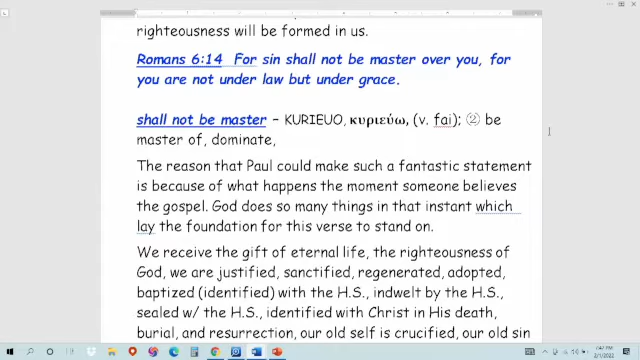 righteousness will be formed in us.
Romans 6:14 For sin shall not be master over you, for
you are not under law but under grace.
shall not be master – KURIEUO, κυριεύω, (v. fai); ② be
master of, dominate,
The reason that Paul could make such a fantastic statement
is because of what happens the moment someone believes
the gospel. God does so many things in that instant which
lay the foundation for this verse to stand on.
We receive the gift of eternal life, the righteousness of
God, we are justified, sanctified, regenerated, adopted,
baptized (identified) with the H.S., indwelt by the H.S.,
sealed w/ the H.S., identified with Christ in His death,
burial, and resurrection, our old self is crucified, our old sin
7:42 PM
2/1/2022